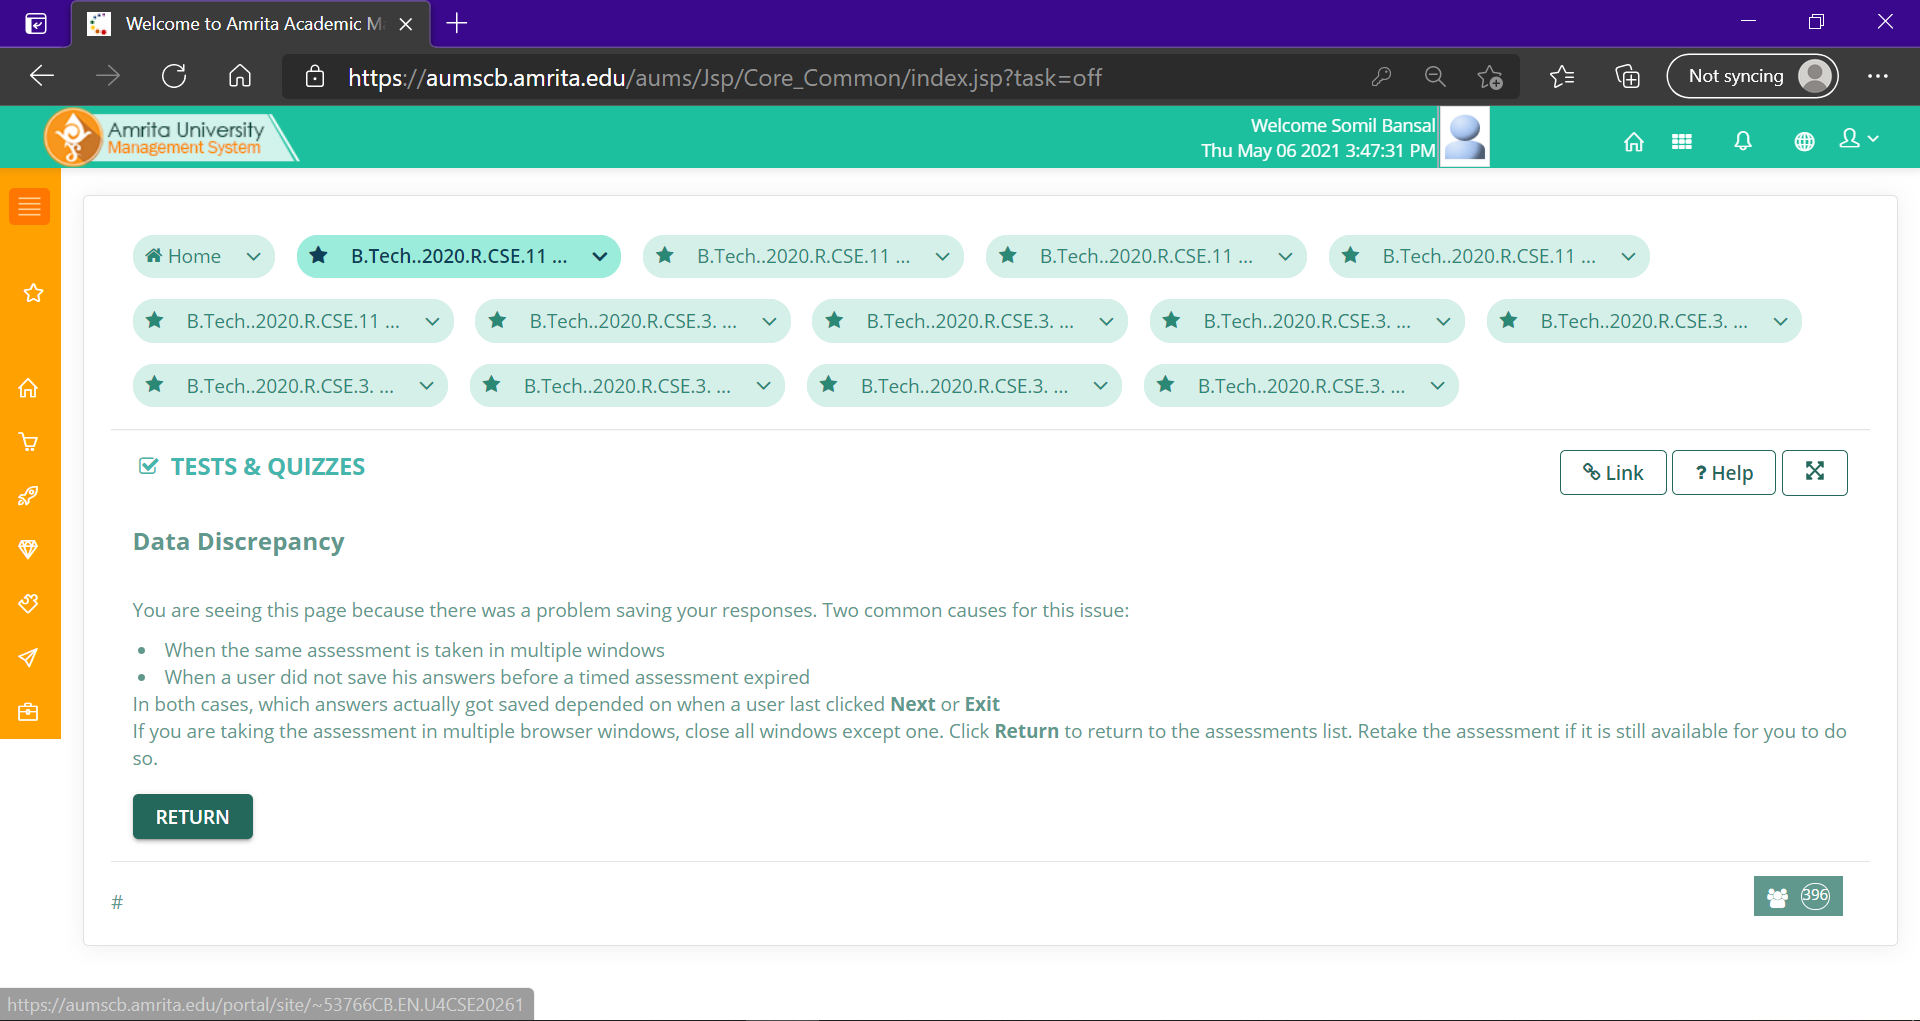 Welcome to Amrita Academic M
https://aumscb.amrita.edu/aums/Jsp/Core_Common/index.jsp?task=off
Not syncing
Amrita University
Management System
Welcome Somil Bansal
Thu May 06 2021 3:47:31 PM
Home
B.Tech..2020.R.CSE.11 ...
B.Tech..2020.R.CSE.11 ...
B.Tech..2020.R.CSE.11 ...
B.Tech..2020.R.CSE.11 ...
B.Tech..2020.R.CSE.11 ...
B.Tech..2020.R.CSE.3. ...
B.Tech..2020.R.CSE.3. ...
B.Tech..2020.R.CSE.3. ...
B.Tech..2020.R.CSE.3. ...
B.Tech..2020.R.CSE.3. ...
B.Tech..2020.R.CSE.3. ...
B.Tech..2020.R.CSE.3. ...
B.Tech..2020.R.CSE.3. ...
TESTS & QUIZZES
Link
? Help
Data Discrepancy
You are seeing this page because there was a problem saving your responses. Two common causes for this issue:
• When the same assessment is taken in multiple windows
• When a user did not save his answers before a timed assessment expired
In both cases, which answers actually got saved depended on when a user last clicked Next or Exit
If you are taking the assessment in multiple browser windows, close all windows except one. Click Return to return to the assessments list. Retake the assessment if it is still available for you to do
so.
RETURN
#
396
https://aumscb.amrita.edu/portal/site/~53766CB.EN.U4CSE20261